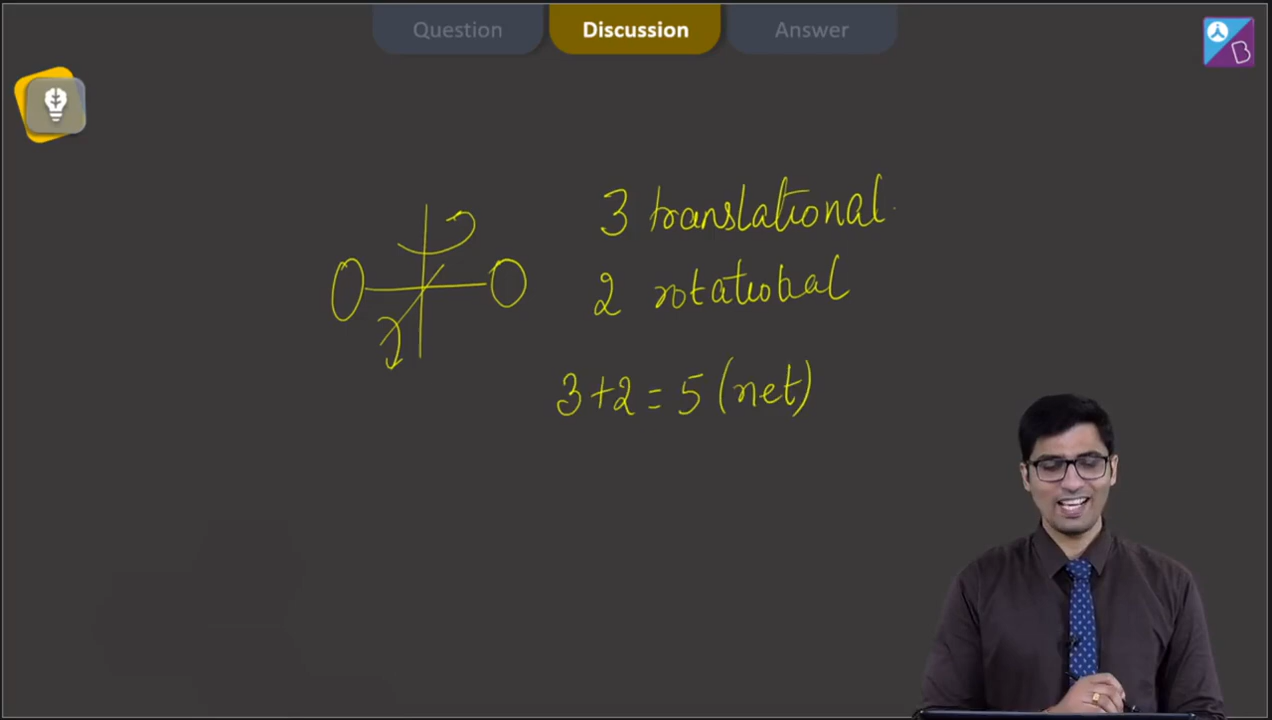 Question
Discussion
Answer
B
3 translational
2 rotational
3+2=5 (net)